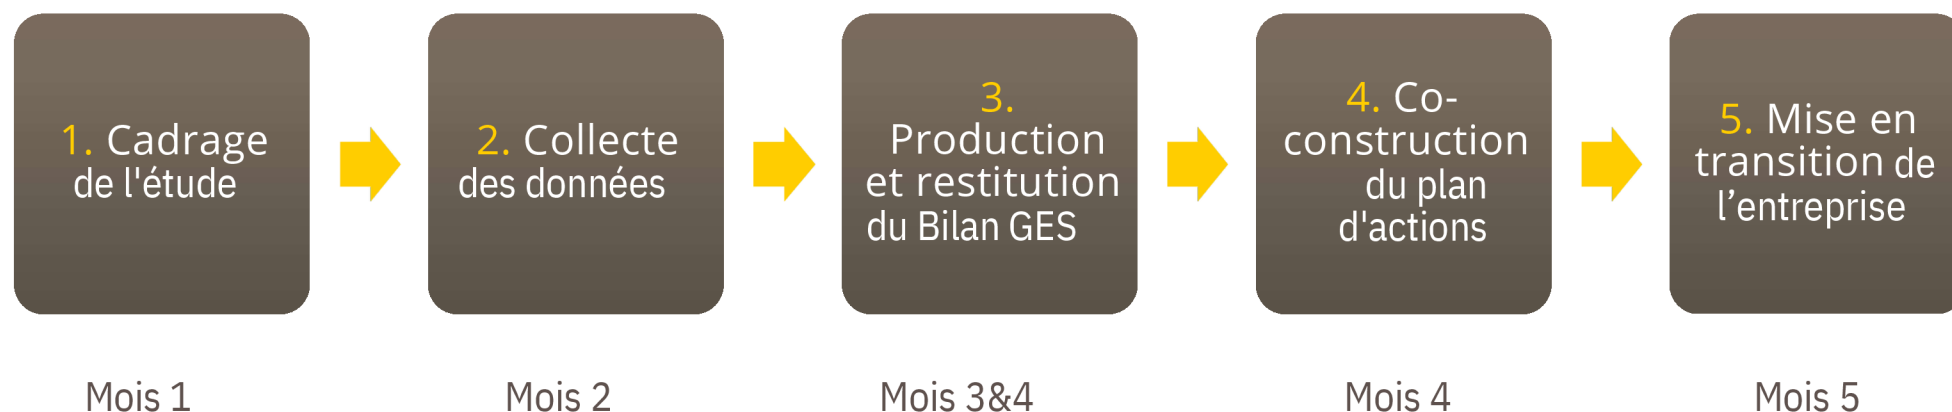 1. Cadrage
de l'étude
2. Collecte
des données
3.
Production
et restitution
du Bilan GES
4. Co-
construction
du plan
d'actions
5. Mise en
transition de
l’entreprise
Mois 1
Mois 2
Mois 3&4
Mois 4
Mois 5